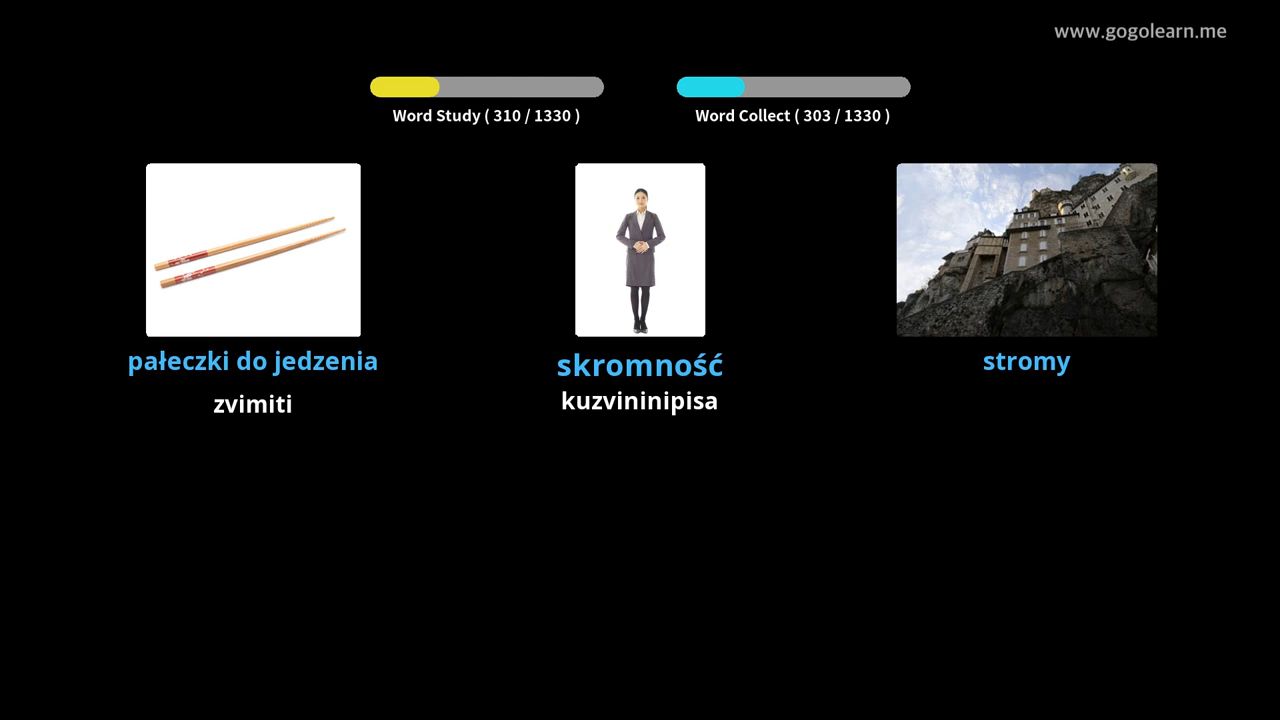 www.gogolearn.me
Word Study ( 310 / 1330 )
Word Collect ( 303 / 1330 )
pałeczki do jedzenia
zvimiti
skromność
kuzvininipisa
stromy